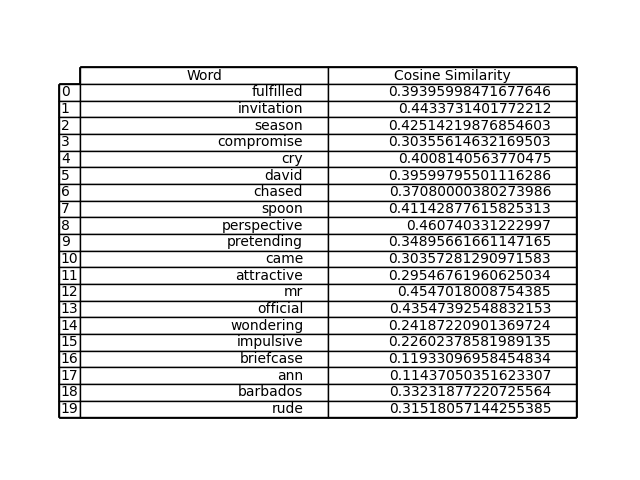 Word Cosine Similarity
0 fulfilled 0.39395998471677646
1 invitation 0.4433731401772212
2 season 0.42514219876854603
3 compromise 0.30355614632169503
4 cry 0.4008140563770475
5 david 0.39599795501116286
6 chased 0.37080000380273986
7 spoon 0.41142877615825313
8 perspective 0.460740331222997
9 pretending 0.34895661661147165
10 came 0.30357281290971583
11 attractive 0.29546761960625034
12 mr 0.4547018008754385
13 official 0.43547392548832153
14 wondering 0.24187220901369724
15 impulsive 0.22602378581989135
16 briefcase 0.11933096958454834
17 ann 0.11437050351623307
18 barbados 0.33231877220725564
19 rude 0.31518057144255385